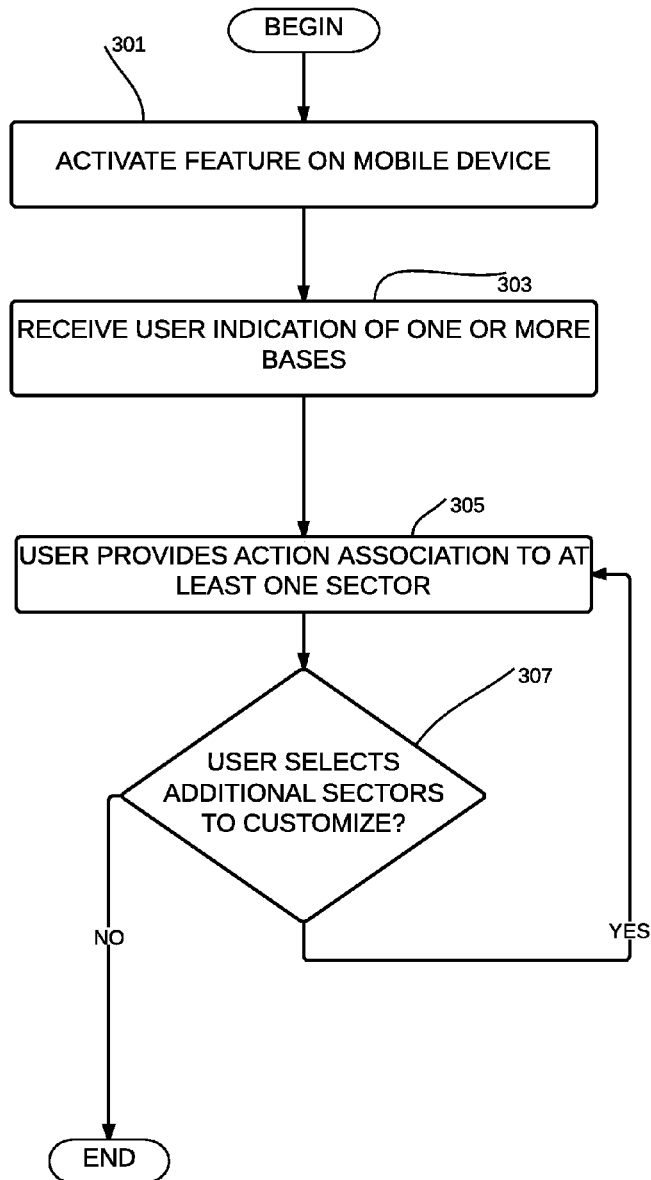 BEGIN
301
ACTIVATE FEATURE ON MOBILE DEVICE
303
RECEIVE USER INDICATION OF ONE OR MORE
BASES
305
USER PROVIDES ACTION ASSOCIATION TO AT
LEAST ONE SECTOR
307
USER SELECTS
ADDITIONAL SECTORS
TO CUSTOMIZE?
NO
YES
END